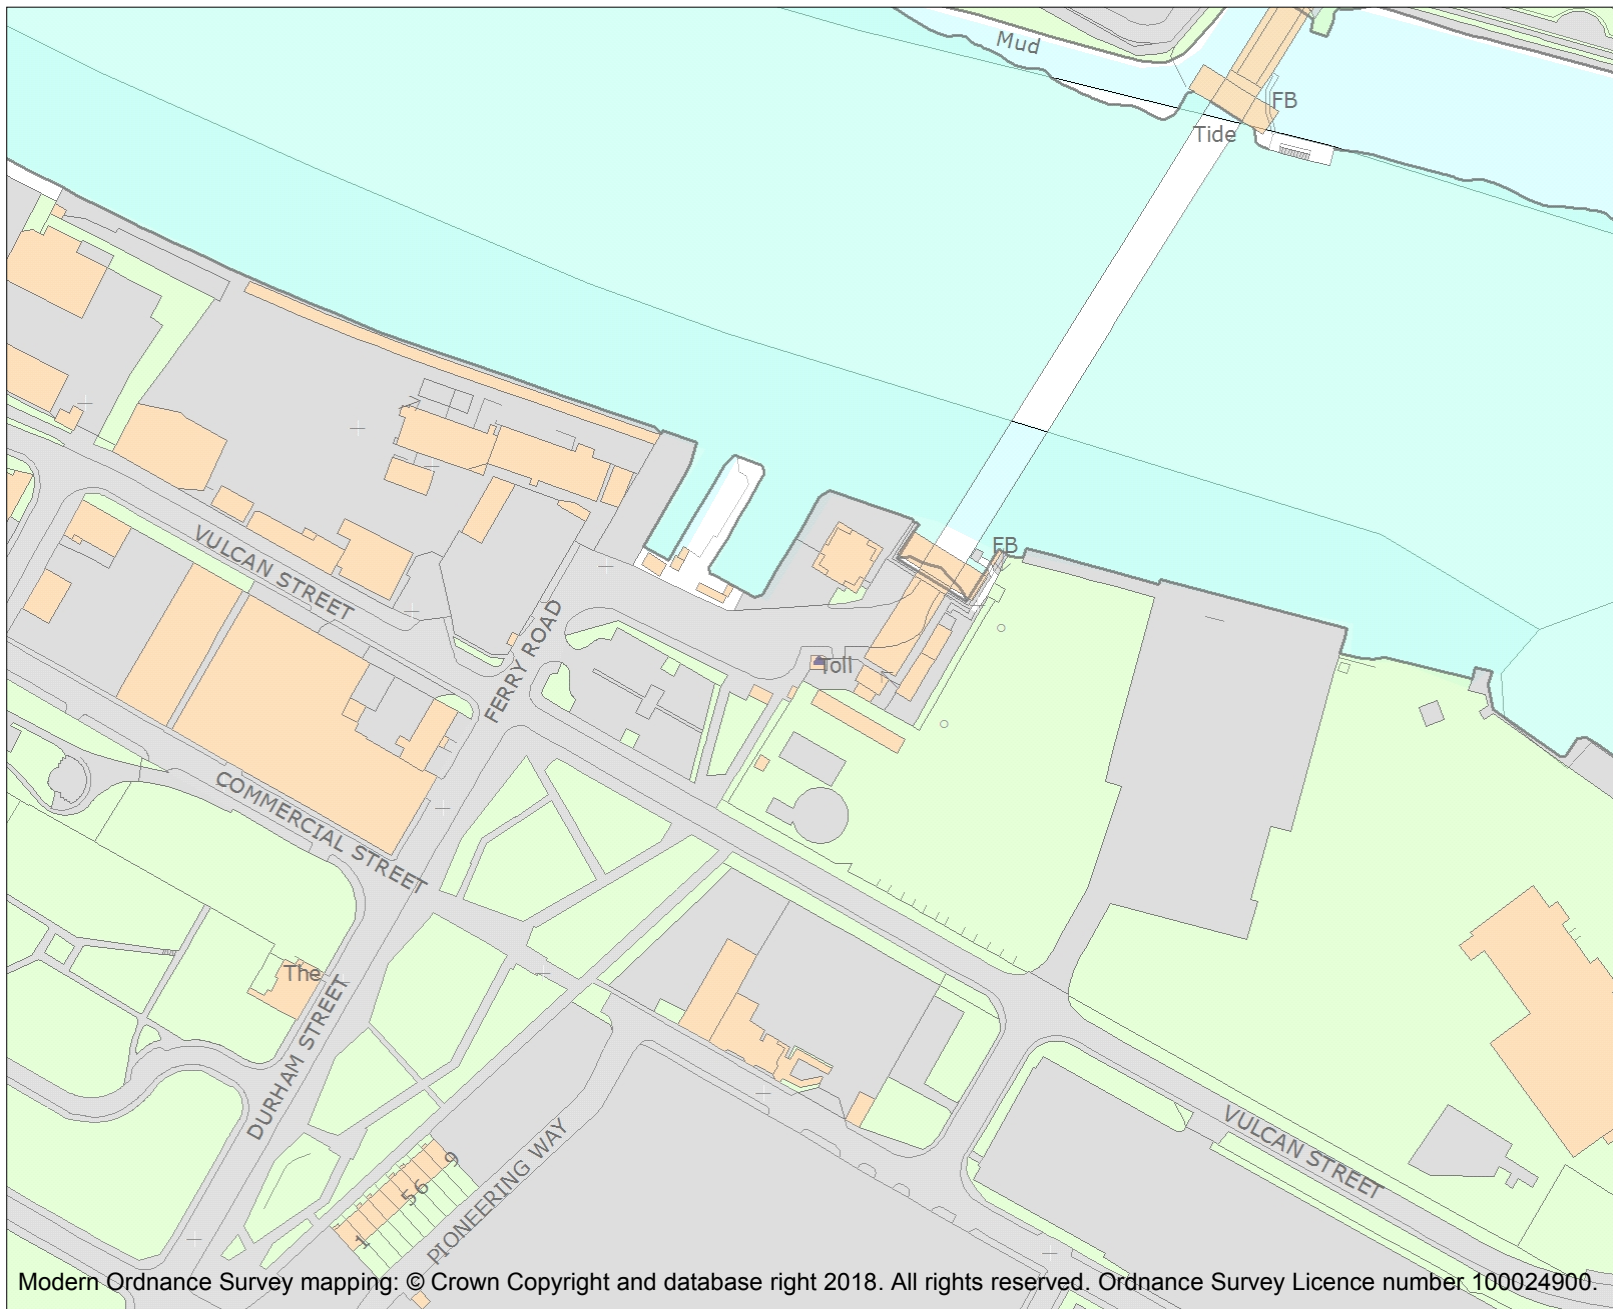 Mud
FB
Tide
FB
VULCAN STREET
FERRY ROAD
Toll
COMMERCIAL STREET
The
DURHAM STREET
VULCAN STREET
PIONEERING WAY
9
56
1
Modern Ordnance Survey mapping: © Crown Copyright and database right 2018. All rights reserved. Ordnance Survey Licence number 100024900.